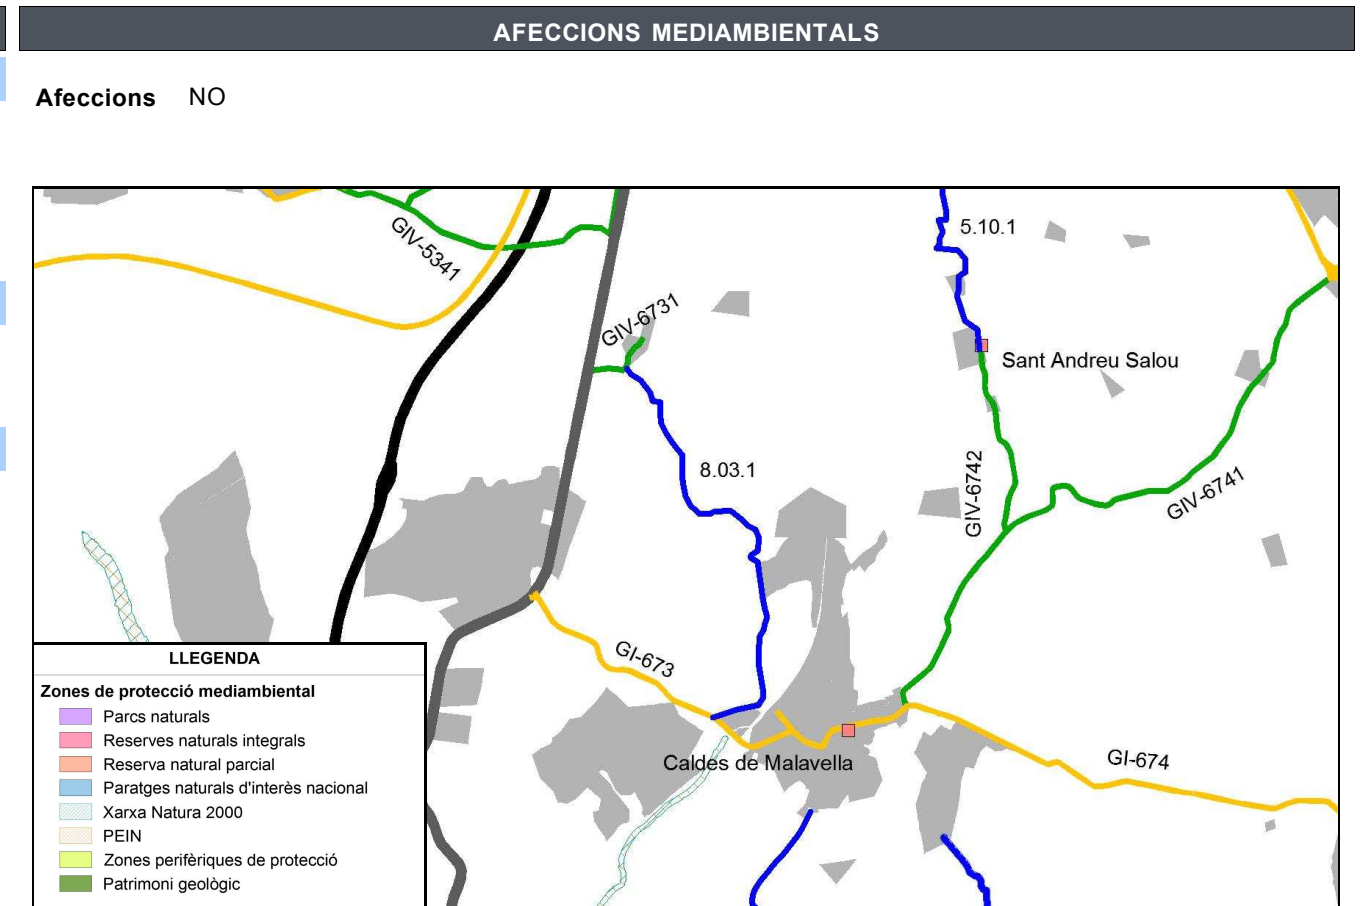 AFECCIONS MEDIAMBIENTALS
Afeccions NO
5.10.1
GIV-5341
GIV-6731
Sant Andreu Salou
8.03.1
GIV-6742
GIV-6741
GI-673
GI-674
Caldes de Malavella
LLEGENDA
Zones de protecció mediambiental
Parcs naturals
Reserves naturals integrals
Reserva natural parcial
Paratges naturals d'interès nacional
Xarxa Natura 2000
PEIN
Zones perifèriques de protecció
Patrimoni geològic